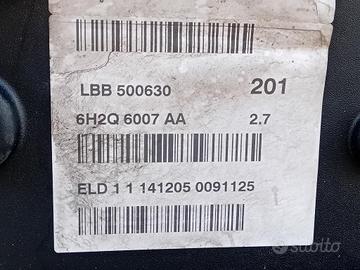 LBB 500630 201
6H2Q 6007 AA 2.7
ELD 1 1 141205 0091125
subito